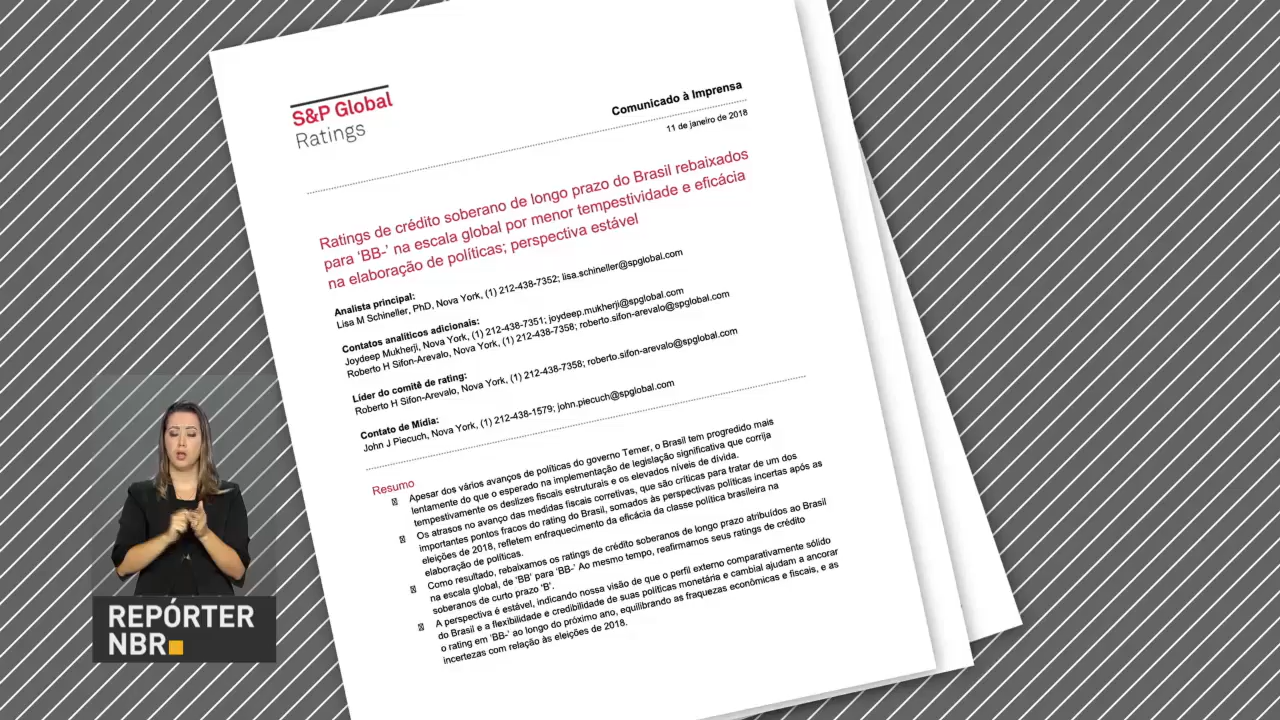 S&P Global
Ratings
Comunicado à Imprensa
11 de janeiro de 2018
Ratings de crédito soberano de longo prazo do Brasil rebaixados
para ‘BB-’ na escala global por menor tempestividade e eficácia
na elaboração de políticas; perspectiva estável
Analista principal:
Lisa M Schineller, PhD, Nova York, (1) 212-438-7352; lisa.schineller@spglobal.com
Contatos analíticos adicionais:
Joydeep Mukherji, Nova York, (1) 212-438-7351; joydeep.mukherji@spglobal.com
Roberto H Sifon-Arevalo, Nova York, (1) 212-438-7358; roberto.sifon-arevalo@spglobal.com
Líder do comitê de rating:
Roberto H Sifon-Arevalo, Nova York, (1) 212-438-7358; roberto.sifon-arevalo@spglobal.com
Contato de Mídia:
John J Piecuch, Nova York, (1) 212-438-1579; john.piecuch@spglobal.com
Resumo
Apesar dos vários avanços de políticas do governo Temer, o Brasil tem progredido mais
lentamente do que o esperado na implementação de legislação significativa que corrija
tempestivamente os deslizes fiscais estruturais e os elevados níveis de dívida.
Os atrasos no avanço das medidas fiscais corretivas, que são críticas para tratar de um dos
importantes pontos fracos do rating do Brasil, somados às perspectivas políticas incertas após as
eleições de 2018, refletem enfraquecimento da eficácia da classe política brasileira na
elaboração de políticas.
Como resultado, rebaixamos os ratings de crédito soberanos de longo prazo atribuídos ao Brasil
na escala global, de ‘BB’ para ‘BB-’ Ao mesmo tempo, reafirmamos seus ratings de crédito
soberanos de curto prazo ‘B’.
A perspectiva é estável, indicando nossa visão de que o perfil externo comparativamente sólido
do Brasil e a flexibilidade e credibilidade de suas políticas monetária e cambial ajudam a ancorar
o rating em ‘BB-’ ao longo do próximo ano, equilibrando as fraquezas econômicas e fiscais, e as
incertezas com relação às eleições de 2018.
REPÓRTER
NBR